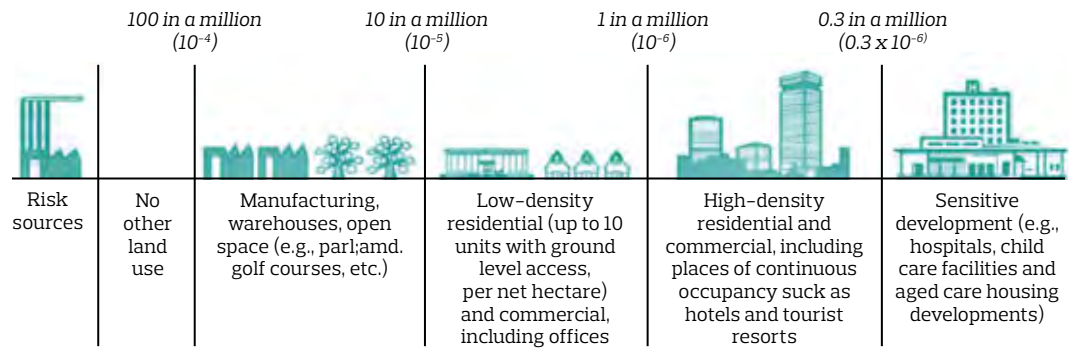 100 in a million
(10⁻⁴)
10 in a million
(10⁻⁵)
1 in a million
(10⁻⁶)
0.3 in a million
(0.3 x 10⁻⁶)
Risk
sources
No
other
land
use
Manufacturing,
warehouses, open
space (e.g., parl;amd.
golf courses, etc.)
Low-density
residential (up to 10
units with ground
level access,
per net hectare)
and commercial,
including offices
High-density
residential and
commercial, including
places of continuous
occupancy suck as
hotels and tourist
resorts
Sensitive
development (e.g.,
hospitals, child
care facilities and
aged care housing
developments)